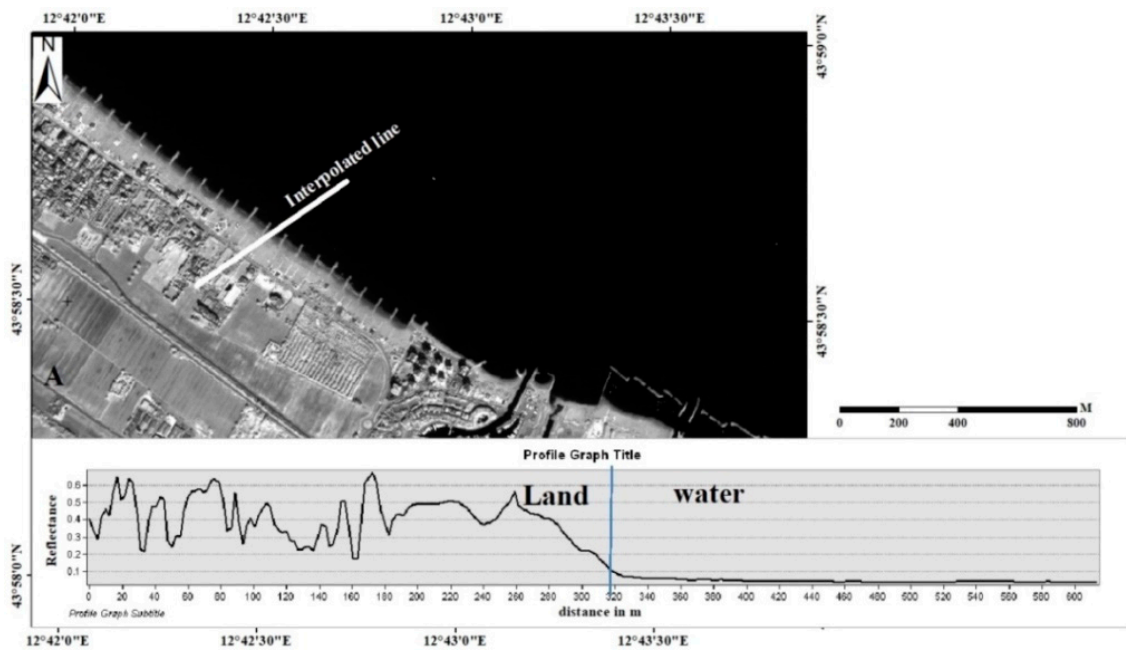 12°42'0"E 12°42'30"E 12°43'0"E 12°43'30"E
N
43°59'0"N
Interpolated line
43°58'30"N
43°58'30"N
A
M
0 200 400 800
Profile Graph Title
Land water
Reflectance
0.6
0.5
0.4
0.3
0.2
0.1
0 20 40 60 80 100 120 140 160 180 200 220 240 260 280 300 320 340 360 380 400 420 440 460 480 500 520 540 560 580 600
distance in m
Profile Graph Subtitle
43°58'0"N
12°42'0"E 12°42'30"E 12°43'0"E 12°43'30"E